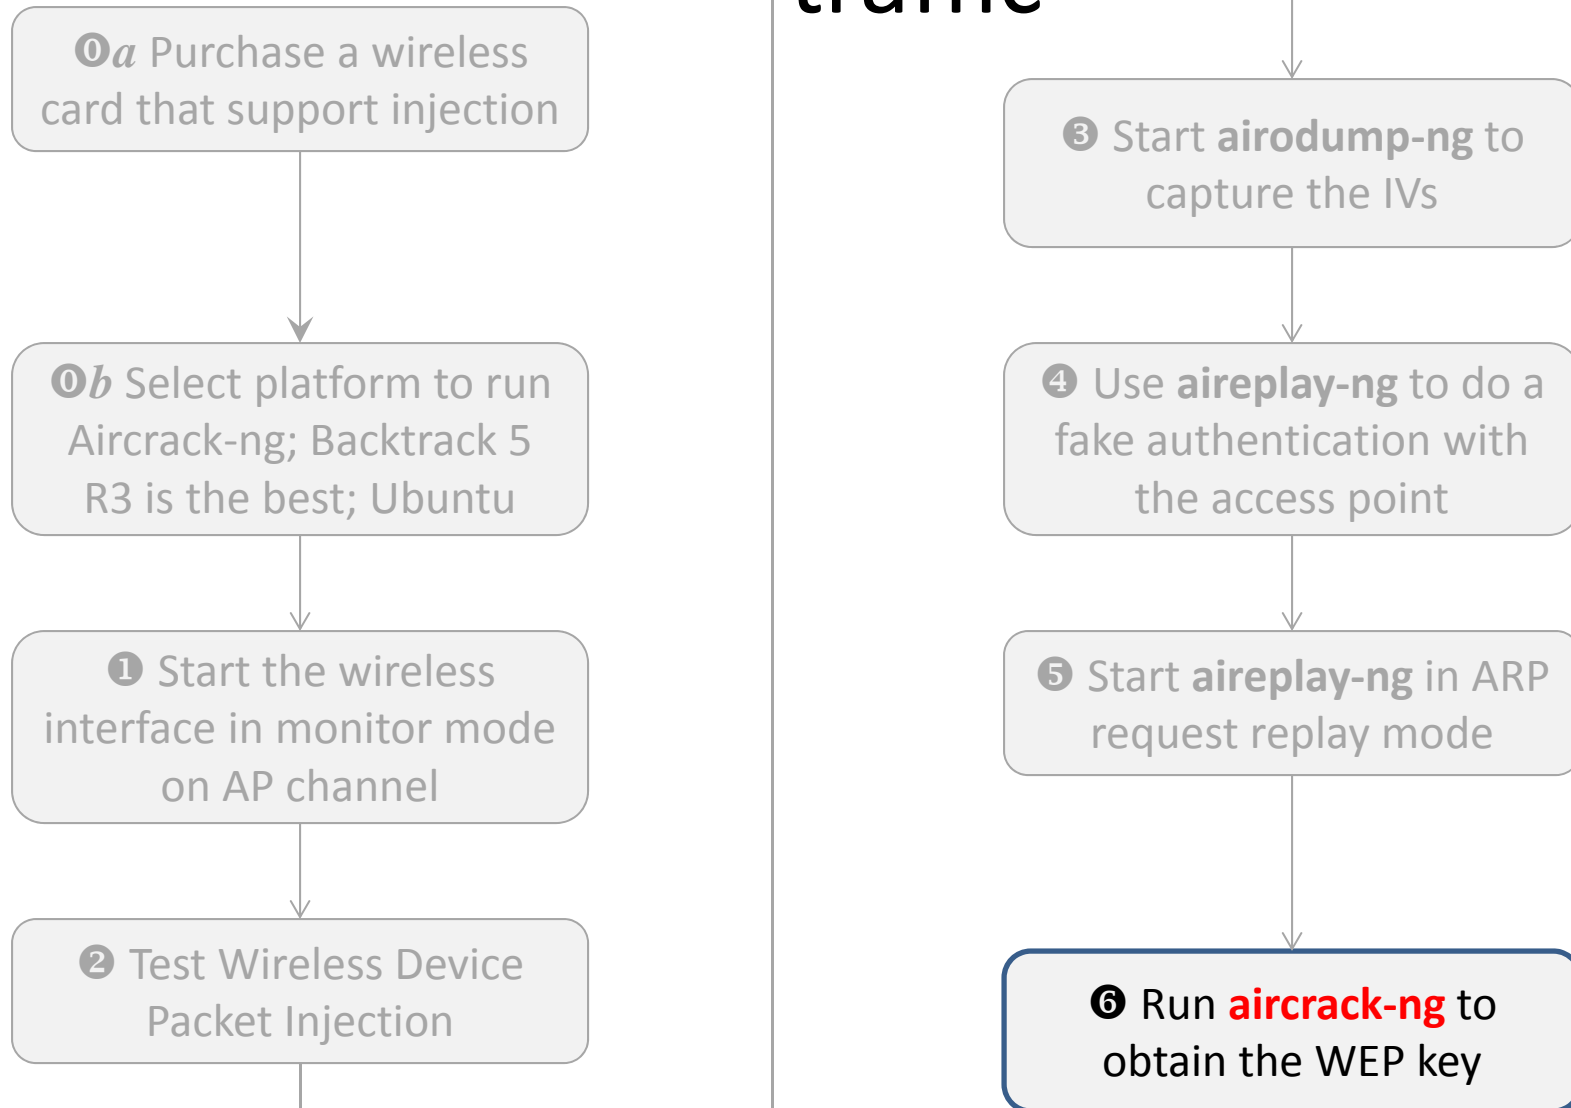 ⓿a Purchase a wireless
card that support injection
⓿b Select platform to run
Aircrack-ng; Backtrack 5
R3 is the best; Ubuntu
❶ Start the wireless
interface in monitor mode
on AP channel
❷ Test Wireless Device
Packet Injection
traffic
❸ Start airodump-ng to
capture the IVs
❹ Use aireplay-ng to do a
fake authentication with
the access point
❺ Start aireplay-ng in ARP
request replay mode
❻ Run aircrack-ng to
obtain the WEP key